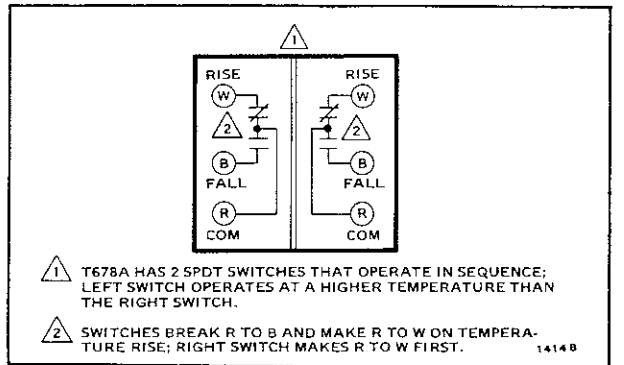 1
RISE RISE
W W
2 2
B B
FALL FALL
R R
COM COM
1 T678A HAS 2 SPDT SWITCHES THAT OPERATE IN SEQUENCE;
LEFT SWITCH OPERATES AT A HIGHER TEMPERATURE THAN
THE RIGHT SWITCH.
2 SWITCHES BREAK R TO B AND MAKE R TO W ON TEMPERA-
TURE RISE; RIGHT SWITCH MAKES R TO W FIRST. 1414B